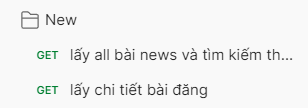 New
GET lấy all bài news và tìm kiếm th...
GET lấy chi tiết bài đăng